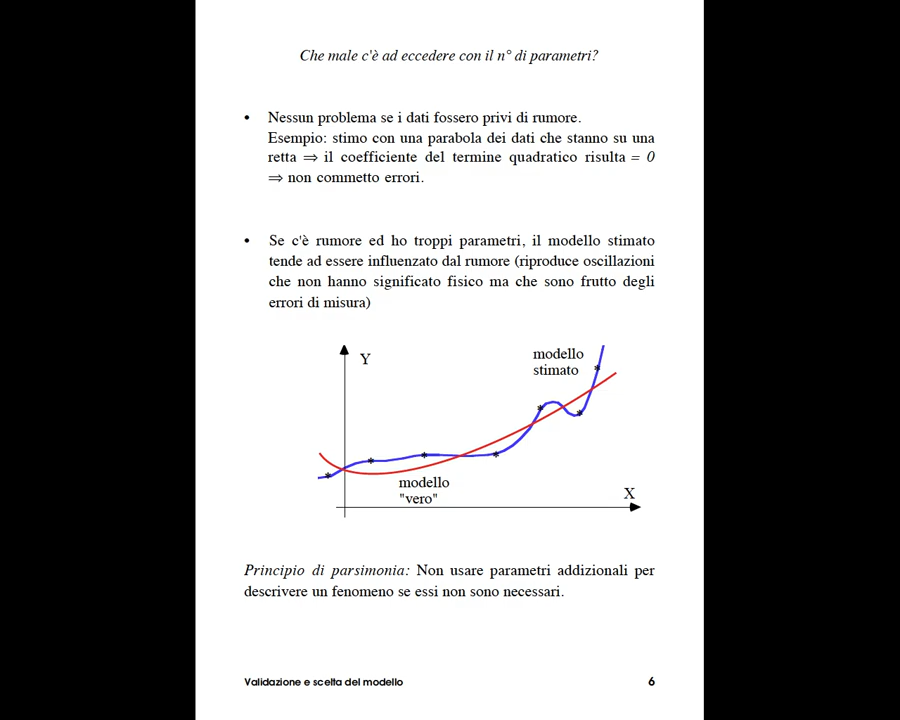 Che male c'è ad eccedere con il n° di parametri?
• Nessun problema se i dati fossero privi di rumore.
Esempio: stimo con una parabola dei dati che stanno su una
retta ⇒ il coefficiente del termine quadratico risulta = 0
⇒ non commetto errori.
• Se c'è rumore ed ho troppi parametri, il modello stimato
tende ad essere influenzato dal rumore (riproduce oscillazioni
che non hanno significato fisico ma che sono frutto degli
errori di misura)
Y
modello
stimato
modello
"vero"
X
Principio di parsimonia: Non usare parametri addizionali per
descrivere un fenomeno se essi non sono necessari.
Validazione e scelta del modello
6